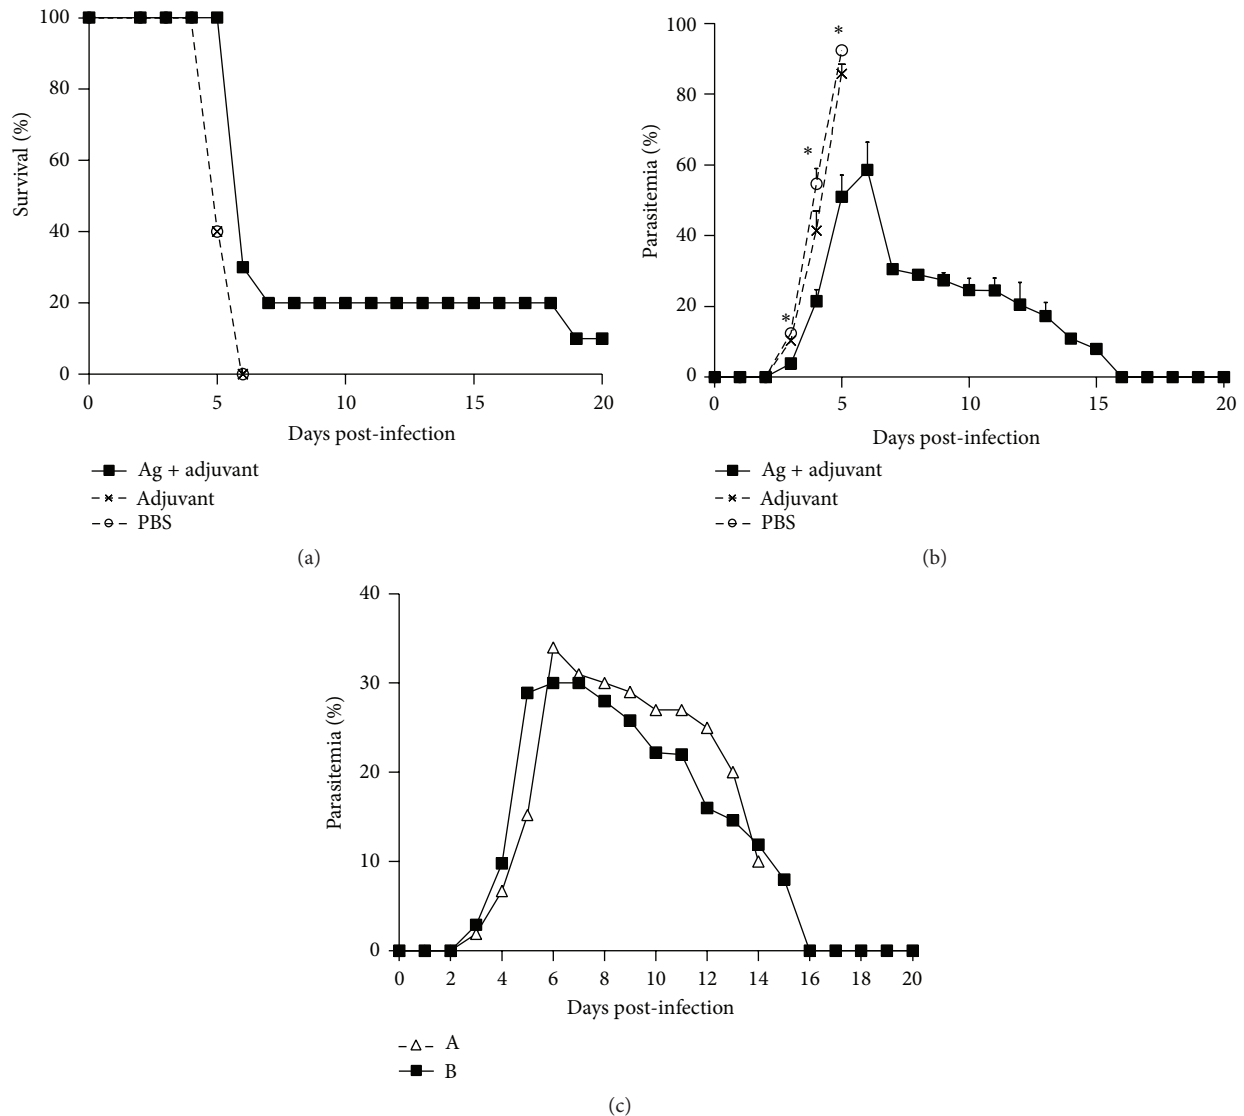 100
80
60
40
20
0
Survival (%)
0 5 10 15 20
Days post-infection
Ag + adjuvant
Adjuvant
PBS
(a)
100
80
60
40
20
0
Parasitemia (%)
*
*
*
0 5 10 15 20
Days post-infection
Ag + adjuvant
Adjuvant
PBS
(b)
40
30
20
10
0
Parasitemia (%)
0 2 4 6 8 10 12 14 16 18 20
Days post-infection
A
B
(c)